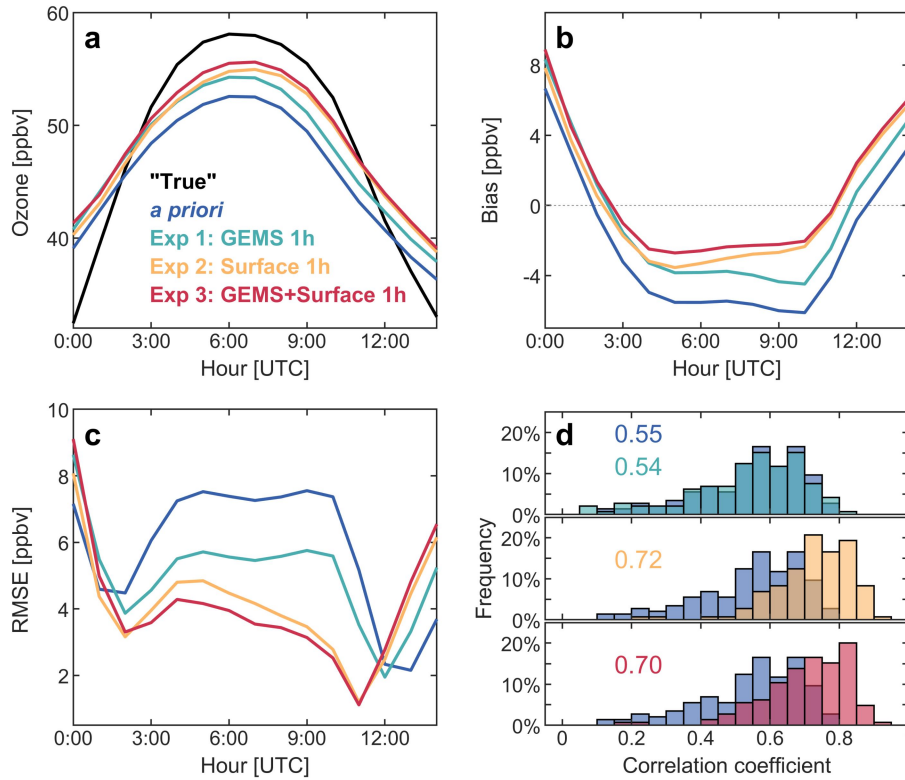 a
Ozone [ppbv]
60
50
40
"True"
a priori
Exp 1: GEMS 1h
Exp 2: Surface 1h
Exp 3: GEMS+Surface 1h
0:00 3:00 6:00 9:00 12:00
Hour [UTC]
b
Bias [ppbv]
8
4
0
-4
-8
0:00 3:00 6:00 9:00 12:00
Hour [UTC]
c
RMSE [ppbv]
10
8
6
4
2
0:00 3:00 6:00 9:00 12:00
Hour [UTC]
d
Frequency
20%
10%
0%
0.55
0.54
20%
10%
0%
0.72
20%
10%
0%
0.70
0 0.2 0.4 0.6 0.8
Correlation coefficient